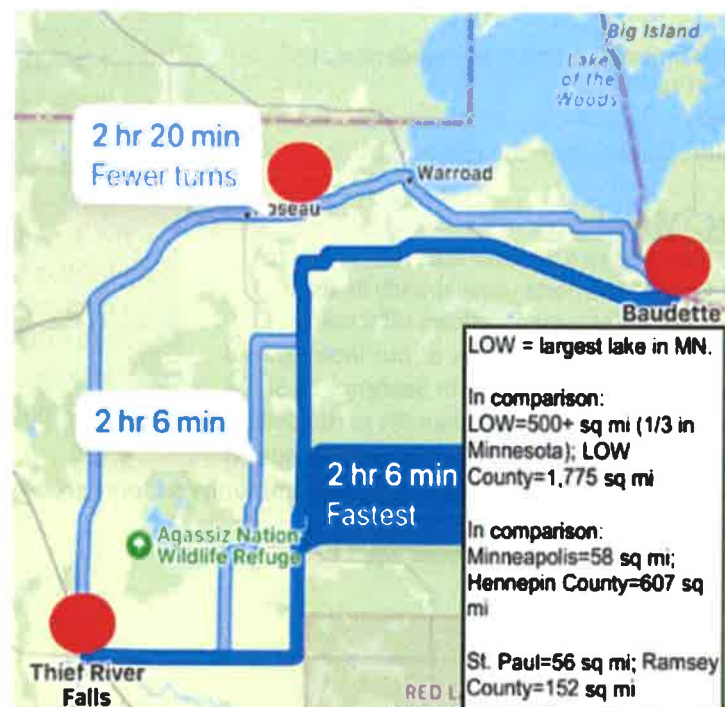 Big Island
Lake
of the
Woods
2 hr 20 min
Fewer turns
Warroad
oseau
Baudette
LOW = largest lake in MN.
In comparison:
LOW=500+ sq mi (1/3 in
Minnesota); LOW
County=1,775 sq mi
In comparison:
Minneapolis=58 sq mi;
Hennepin County=607 sq
mi
St. Paul=56 sq mi; Ramsey
County=152 sq mi
2 hr 6 min
2 hr 6 min
Fastest
Agassiz Nation
Wildlife Refuge
Thief River
Falls
RED L